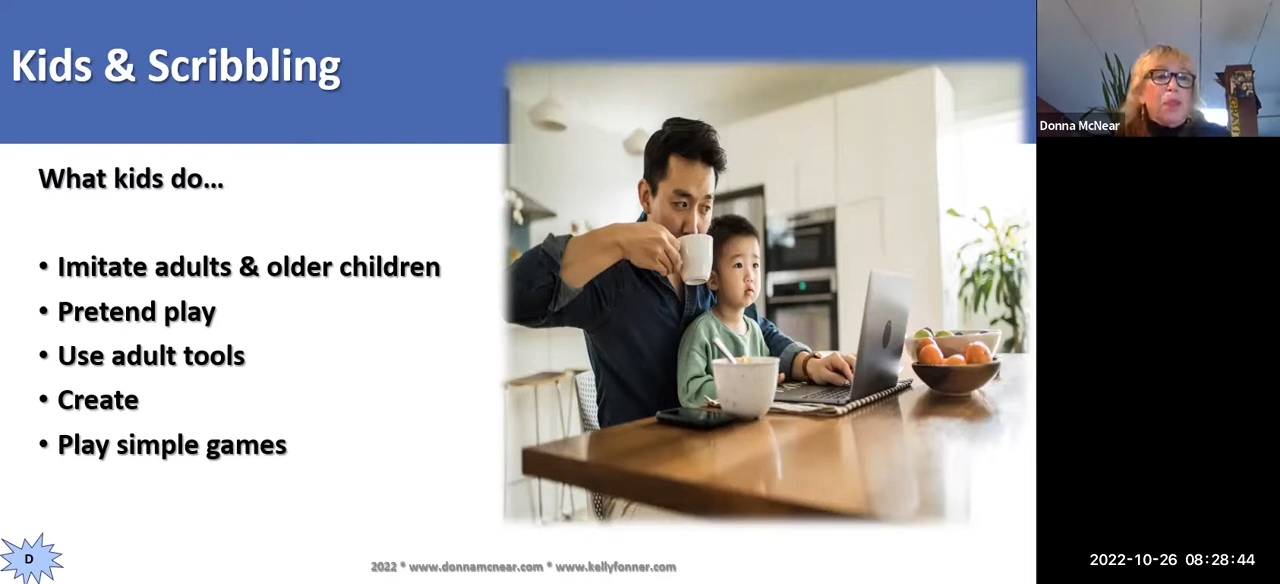 Kids & Scribbling
What kids do...
• Imitate adults & older children
• Pretend play
• Use adult tools
• Create
• Play simple games
D
2022 * www.donnamcnear.com * www.kellyfonner.com
Donna McNear
2022-10-26 08:28:44